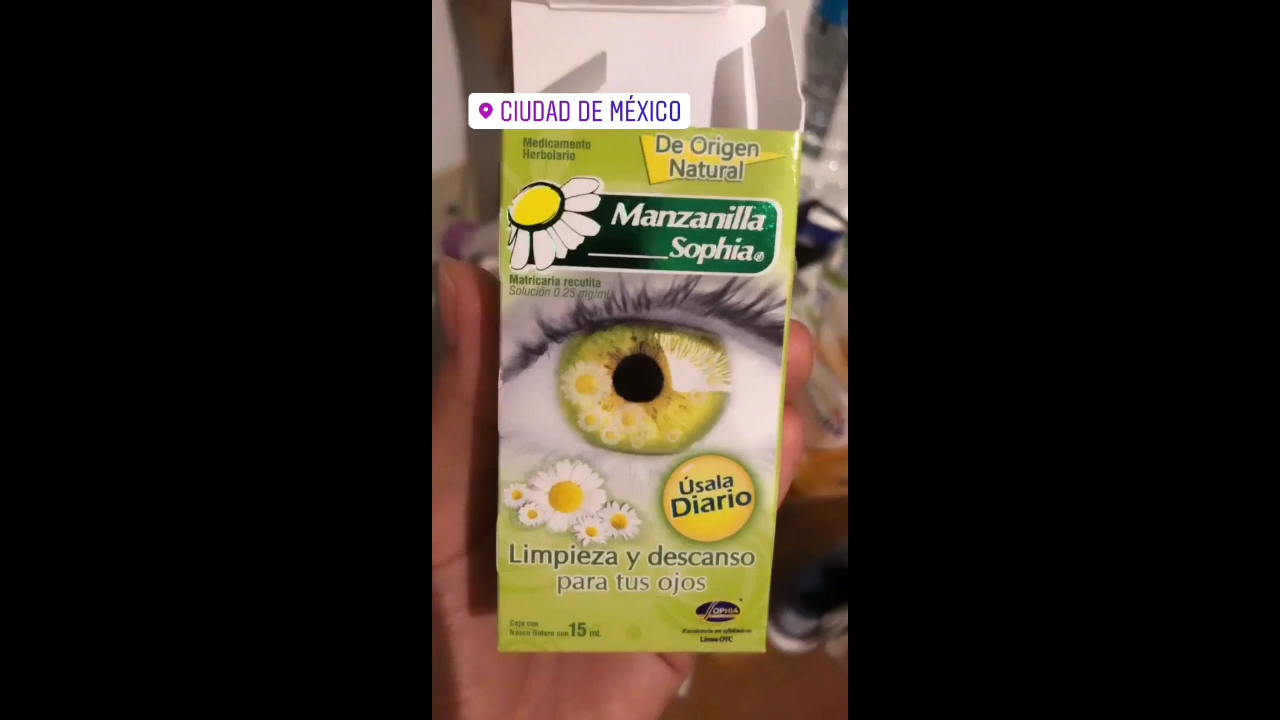 CIUDAD DE MÉXICO
Medicamento
Herbolario
De Origen
Natural
Manzanilla
Sophia®
Matricaria recutita
Solución 0.25 mg/ml
Úsala
Diario
Limpieza y descanso
para tus ojos
SOPHIA
Caja con
frasco Gotero con 15 mL
Línea OTC